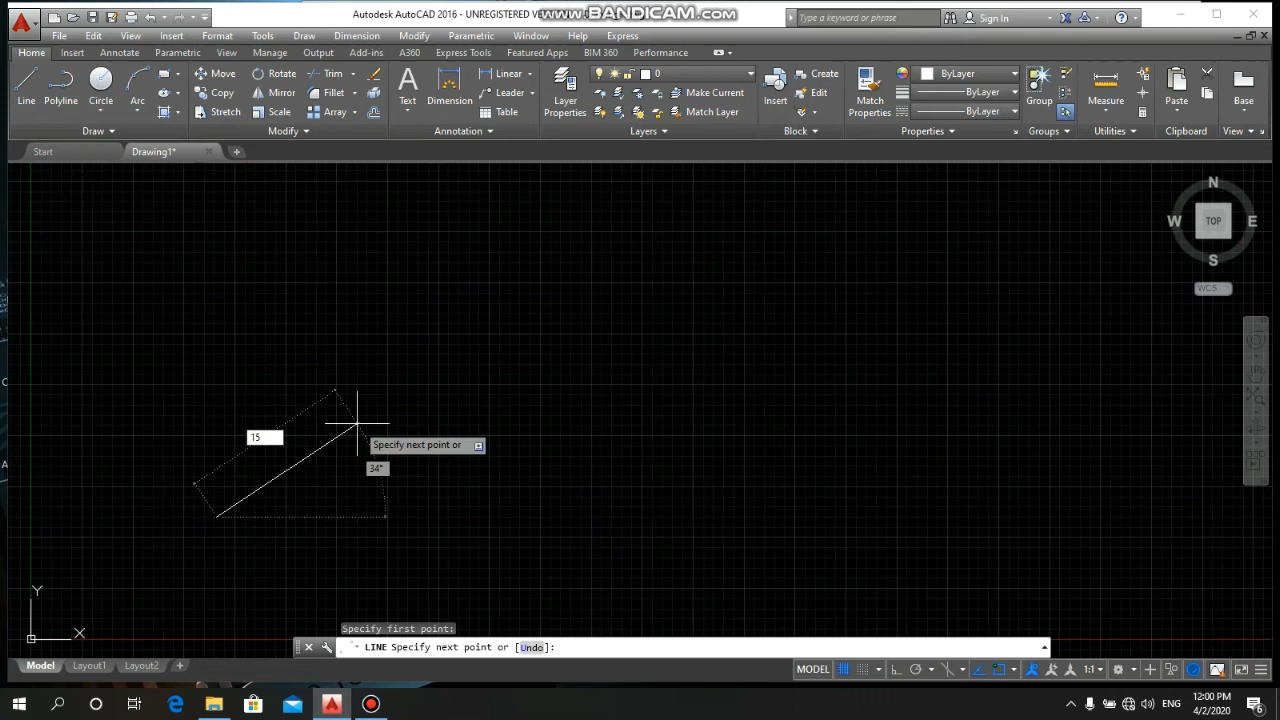 Autodesk AutoCAD 2016 - UNREGISTERED VE
www.BANDICAM.com
Type a keyword or phrase
Sign In
File Edit View Insert Format Tools Draw Dimension Modify Parametric Window Help Express
Home Insert Annotate Parametric View Manage Output Add-ins A360 Express Tools Featured Apps BIM 360 Performance
Line Polyline Circle Arc
Move Rotate Trim
Copy Mirror Fillet
Stretch Scale Array
Text Dimension
Linear
Leader
Table
Layer Properties
0
Make Current
Match Layer
Insert
Create
Edit
Match Properties
ByLayer
ByLayer
ByLayer
Group
Measure
Paste
Base
Draw Modify Annotation Layers Block Properties Groups Utilities Clipboard View
Start Drawing1*
N
W TOP E
S
WCS
15
Specify next point or
34°
Y
X
Specify first point:
LINE Specify next point or [Undo]:
Model Layout1 Layout2
MODEL 1:1
12:00 PM
4/2/2020
6